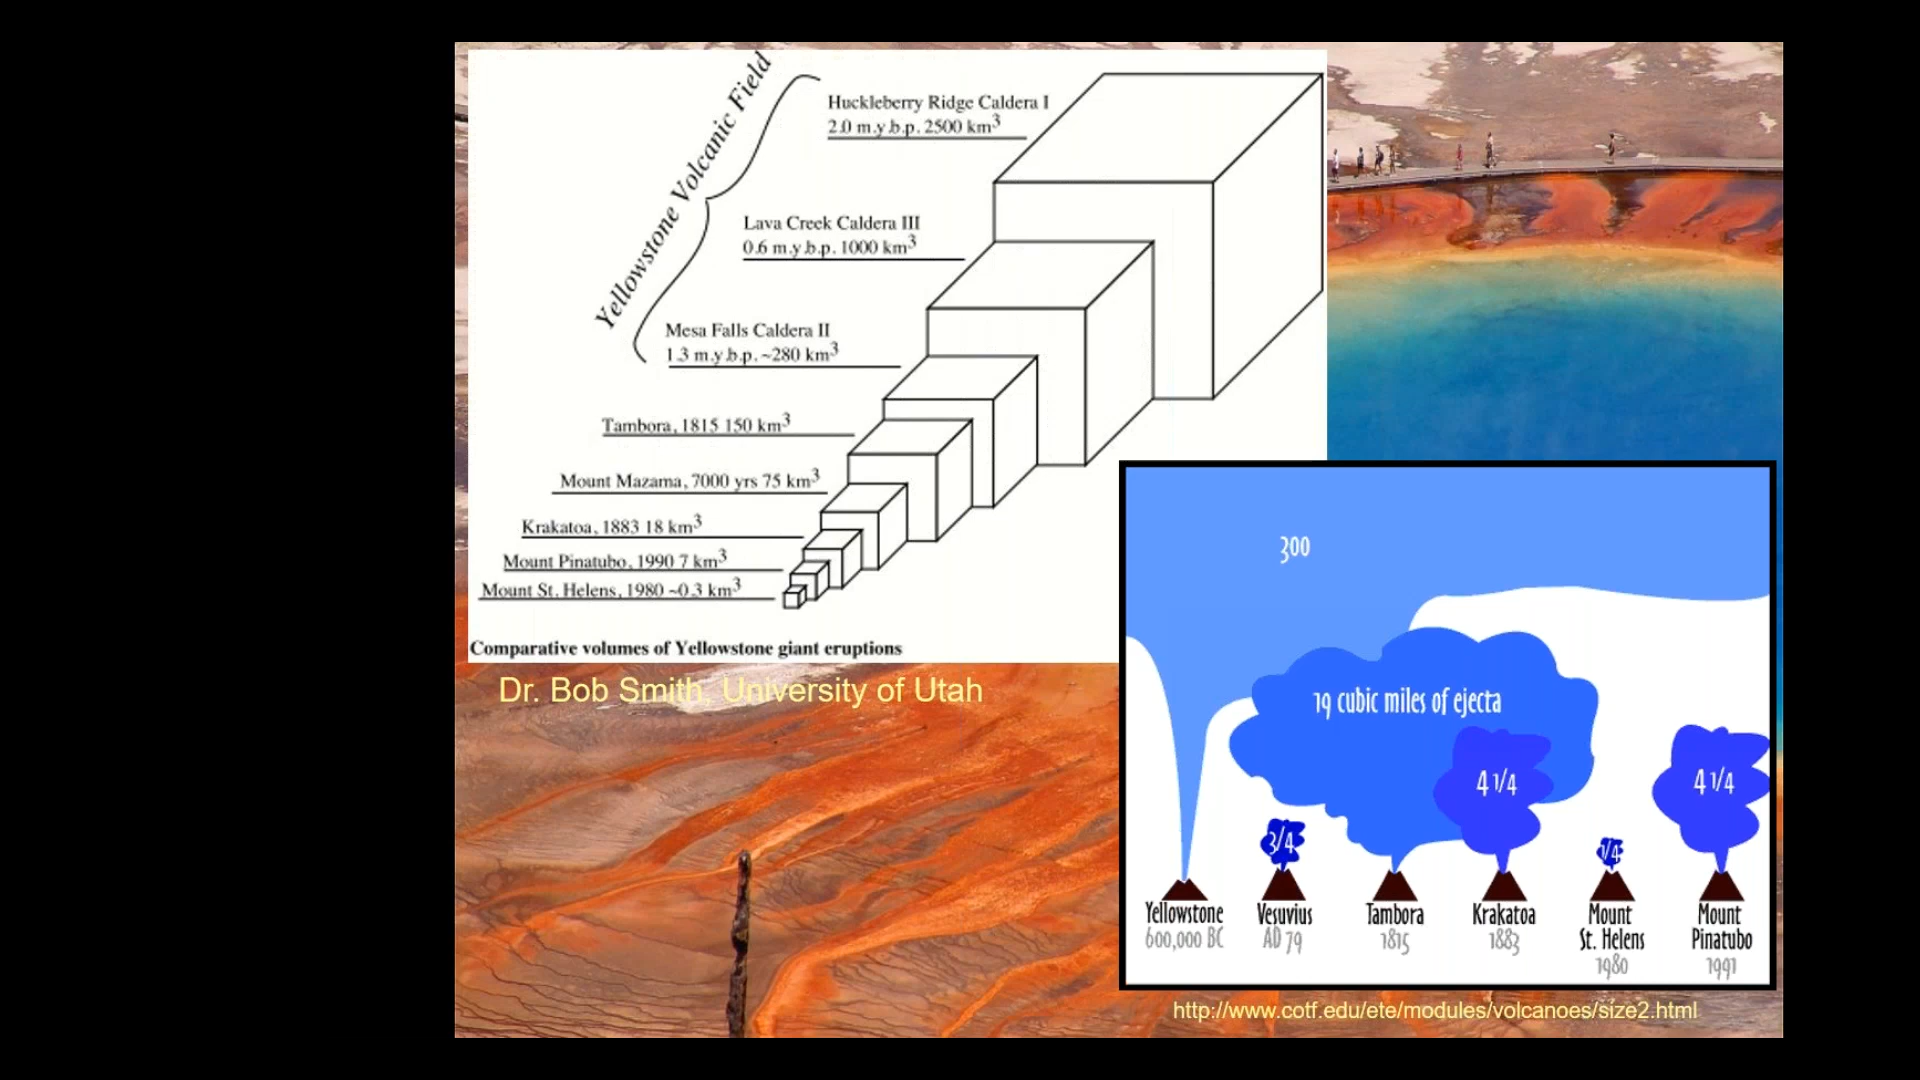 Yellowstone Volcanic Field
Huckleberry Ridge Caldera I
2.0 m.y.b.p. 2500 km³
Lava Creek Caldera III
0.6 m.y.b.p. 1000 km³
Mesa Falls Caldera II
1.3 m.y.b.p. ~280 km³
Tambora, 1815 150 km³
Mount Mazama, 7000 yrs 75 km³
Krakatoa, 1883 18 km³
Mount Pinatubo, 1990 7 km³
Mount St. Helens, 1980 ~0.3 km³
Comparative volumes of Yellowstone giant eruptions
Dr. Bob Smith, University of Utah
300
19 cubic miles of ejecta
4 1/4
4 1/4
3/4
1/4
Yellowstone
600,000 BC
Vesuvius
AD 79
Tambora
1815
Krakatoa
1883
Mount
St. Helens
1980
Mount
Pinatubo
1991
http://www.cotf.edu/ete/modules/volcanoes/size2.html